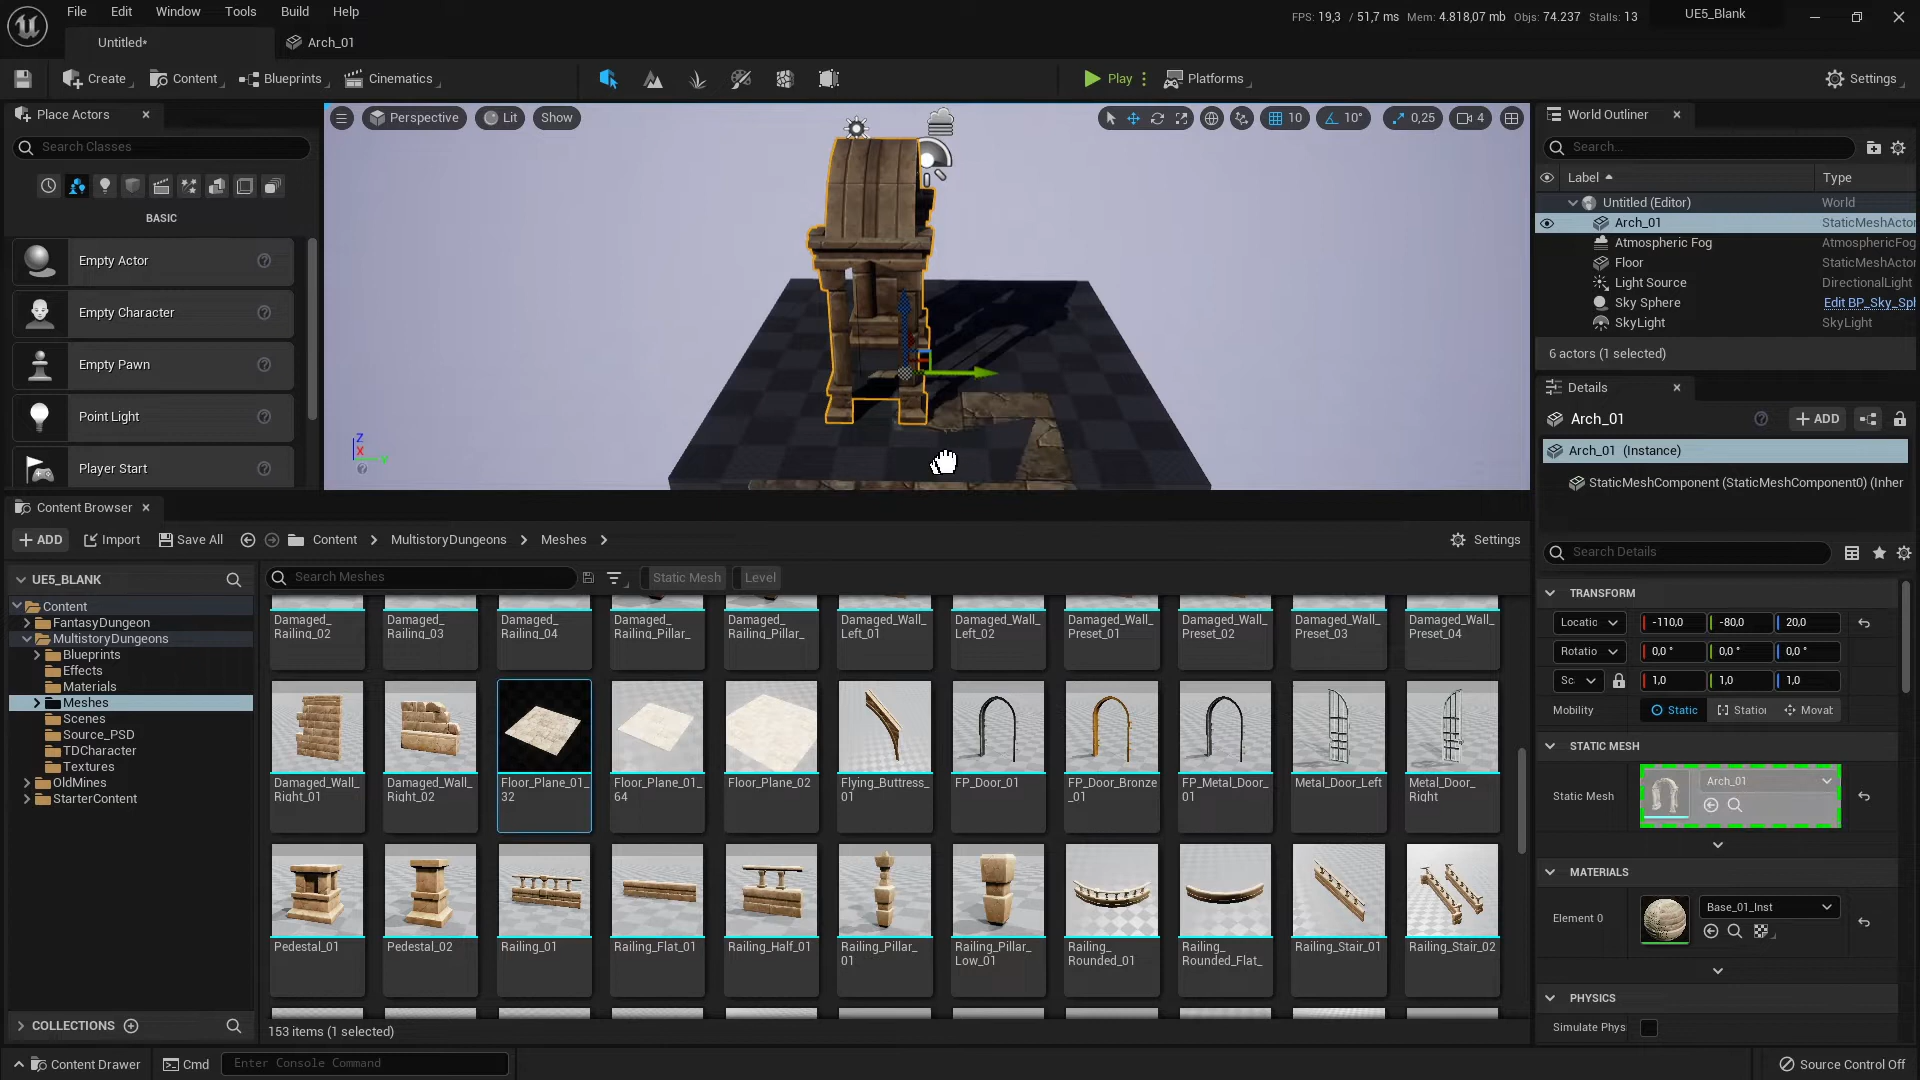 File Edit Window Tools Build Help
FPS: 19,3 / 51,7 ms Mem: 4.818,07 mb Objs: 74.237 Stalls: 13
UE5_Blank
Untitled*
Arch_01
Create
Content
Blueprints
Cinematics
Play
Platforms
Settings
Place Actors
Search Classes
BASIC
Empty Actor
Empty Character
Empty Pawn
Point Light
Player Start
Perspective
Lit
Show
10
10°
0,25
4
Z
X
Y
World Outliner
Search...
Label
Type
Untitled (Editor)
World
Arch_01
StaticMeshActor
Atmospheric Fog
AtmosphericFog
Floor
StaticMeshActor
Light Source
DirectionalLight
Sky Sphere
Edit BP_Sky_Sph
SkyLight
SkyLight
6 actors (1 selected)
Details
Arch_01
+ ADD
Arch_01 (Instance)
StaticMeshComponent (StaticMeshComponent0) (Inher
Search Details
TRANSFORM
Locatic
-110,0
-80,0
20,0
Rotatio
0,0 °
0,0 °
0,0 °
Sc
1,0
1,0
1,0
Mobility
Static
Station
Movat
STATIC MESH
Static Mesh
Arch_01
MATERIALS
Element 0
Base_01_Inst
PHYSICS
Simulate Phys
Content Browser
+ ADD
Import
Save All
Content
MultistoryDungeons
Meshes
Settings
UE5_BLANK
Content
FantasyDungeon
MultistoryDungeons
Blueprints
Effects
Materials
Meshes
Scenes
Source_PSD
TDCharacter
Textures
OldMines
StarterContent
COLLECTIONS
Search Meshes
Static Mesh
Level
Damaged_
Railing_02
Damaged_
Railing_03
Damaged_
Railing_04
Damaged_
Railing_Pillar_
Damaged_
Railing_Pillar_
Damaged_Wall_
Left_01
Damaged_Wall_
Left_02
Damaged_Wall_
Preset_01
Damaged_Wall_
Preset_02
Damaged_Wall_
Preset_03
Damaged_Wall_
Preset_04
Damaged_Wall_
Right_01
Damaged_Wall_
Right_02
Floor_Plane_01_
32
Floor_Plane_01_
64
Floor_Plane_02
Flying_Buttress_
01
FP_Door_01
FP_Door_Bronze
_01
FP_Metal_Door_
01
Metal_Door_Left
Metal_Door_
Right
Pedestal_01
Pedestal_02
Railing_01
Railing_Flat_01
Railing_Half_01
Railing_Pillar_
01
Railing_Pillar_
Low_01
Railing_
Rounded_01
Railing_
Rounded_Flat_
Railing_Stair_01
Railing_Stair_02
153 items (1 selected)
Content Drawer
Cmd
Enter Console Command
Source Control Off